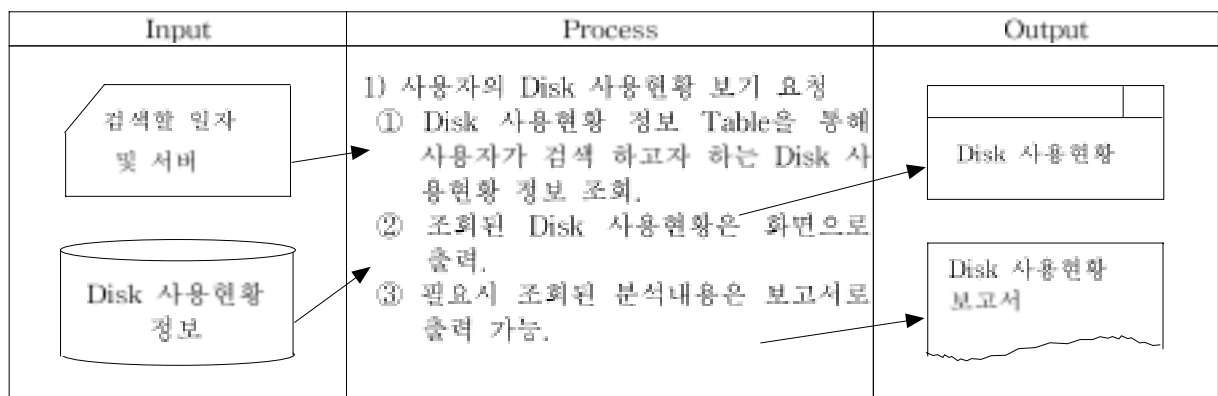 Input
Process
Output
검색할 일자
및 서버
Disk 사용현황
정보
1) 사용자의 Disk 사용현황 보기 요청
① Disk 사용현황 정보 Table을 통해
사용자가 검색 하고자 하는 Disk 사
용현황 정보 조회.
② 조회된 Disk 사용현황은 화면으로
출력.
③ 필요시 조회된 분석내용은 보고서로
출력 가능.
Disk 사용현황
Disk 사용현황
보고서